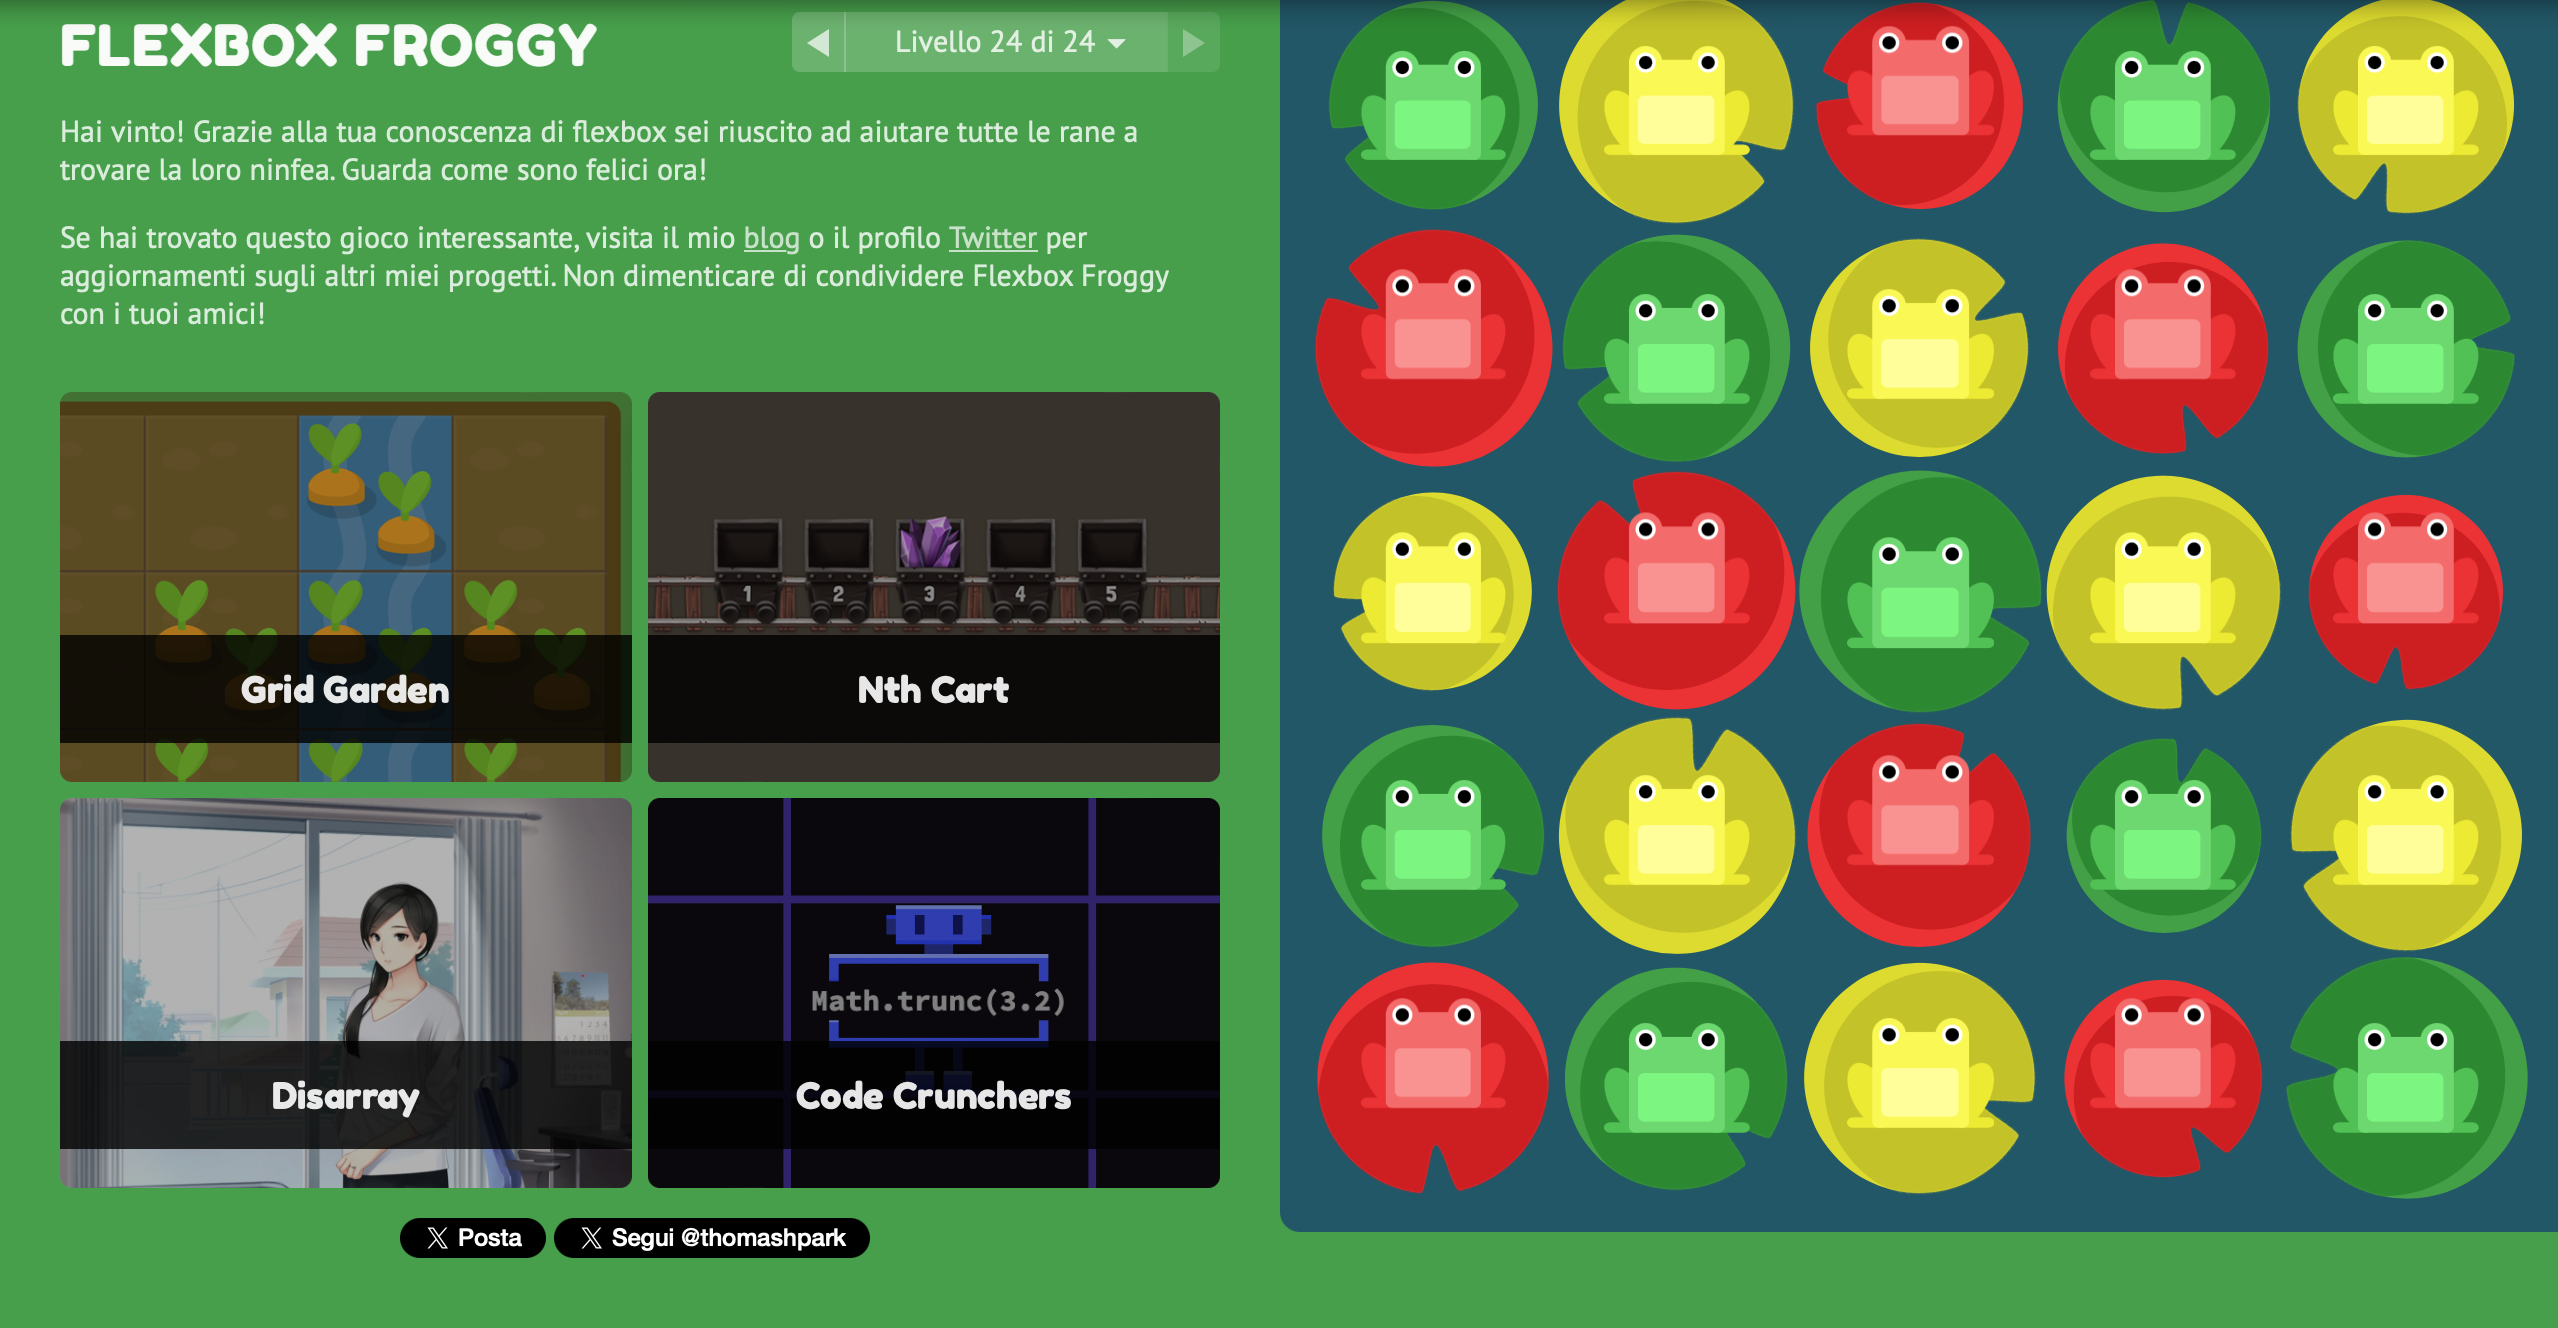 FLEXBOX FROGGY
Livello 24 di 24
Hai vinto! Grazie alla tua conoscenza di flexbox sei riuscito ad aiutare tutte le rane a
trovare la loro ninfea. Guarda come sono felici ora!
Se hai trovato questo gioco interessante, visita il mio blog o il profilo Twitter per
aggiornamenti sugli altri miei progetti. Non dimenticare di condividere Flexbox Froggy
con i tuoi amici!
Grid Garden
1 2 3 4 5
Nth Cart
Disarray
Math.trunc(3.2)
Code Crunchers
X Posta
X Segui @thomashpark